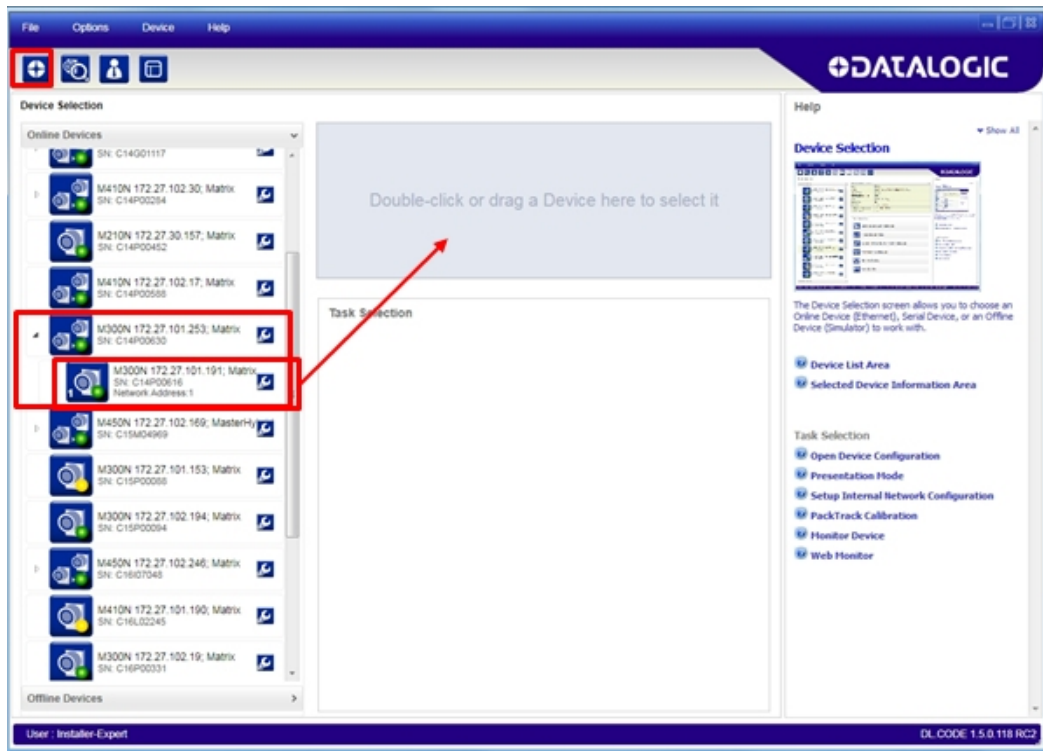 File Options Device Help
DATALOGIC
Device Selection
Online Devices
SN: C14G01117
M410N 172.27.102.30; Matrix
SN: C14P00284
M210N 172.27.30.157; Matrix
SN: C14P00452
M410N 172.27.102.17; Matrix
SN: C14P00588
M300N 172.27.101.253; Matrix
SN: C14P00630
M300N 172.27.101.191; Matrix
SN: C14P00616
Network Address:1
1
M450N 172.27.102.169; MasterHy
SN: C15M04969
M300N 172.27.101.153; Matrix
SN: C15P00088
M300N 172.27.102.194; Matrix
SN: C15P00094
M450N 172.27.102.246; Matrix
SN: C16I07048
M410N 172.27.101.190; Matrix
SN: C16L02245
M300N 172.27.102.19; Matrix
SN: C16P00331
Offline Devices
Double-click or drag a Device here to select it
Task Selection
Help
Show All
Device Selection
The Device Selection screen allows you to choose an
Online Device (Ethernet), Serial Device, or an Offline
Device (Simulator) to work with.
Device List Area
Selected Device Information Area
Task Selection
Open Device Configuration
Presentation Mode
Setup Internal Network Configuration
PackTrack Calibration
Monitor Device
Web Monitor
User : Installer-Expert
DL.CODE 1.5.0.118 RC2